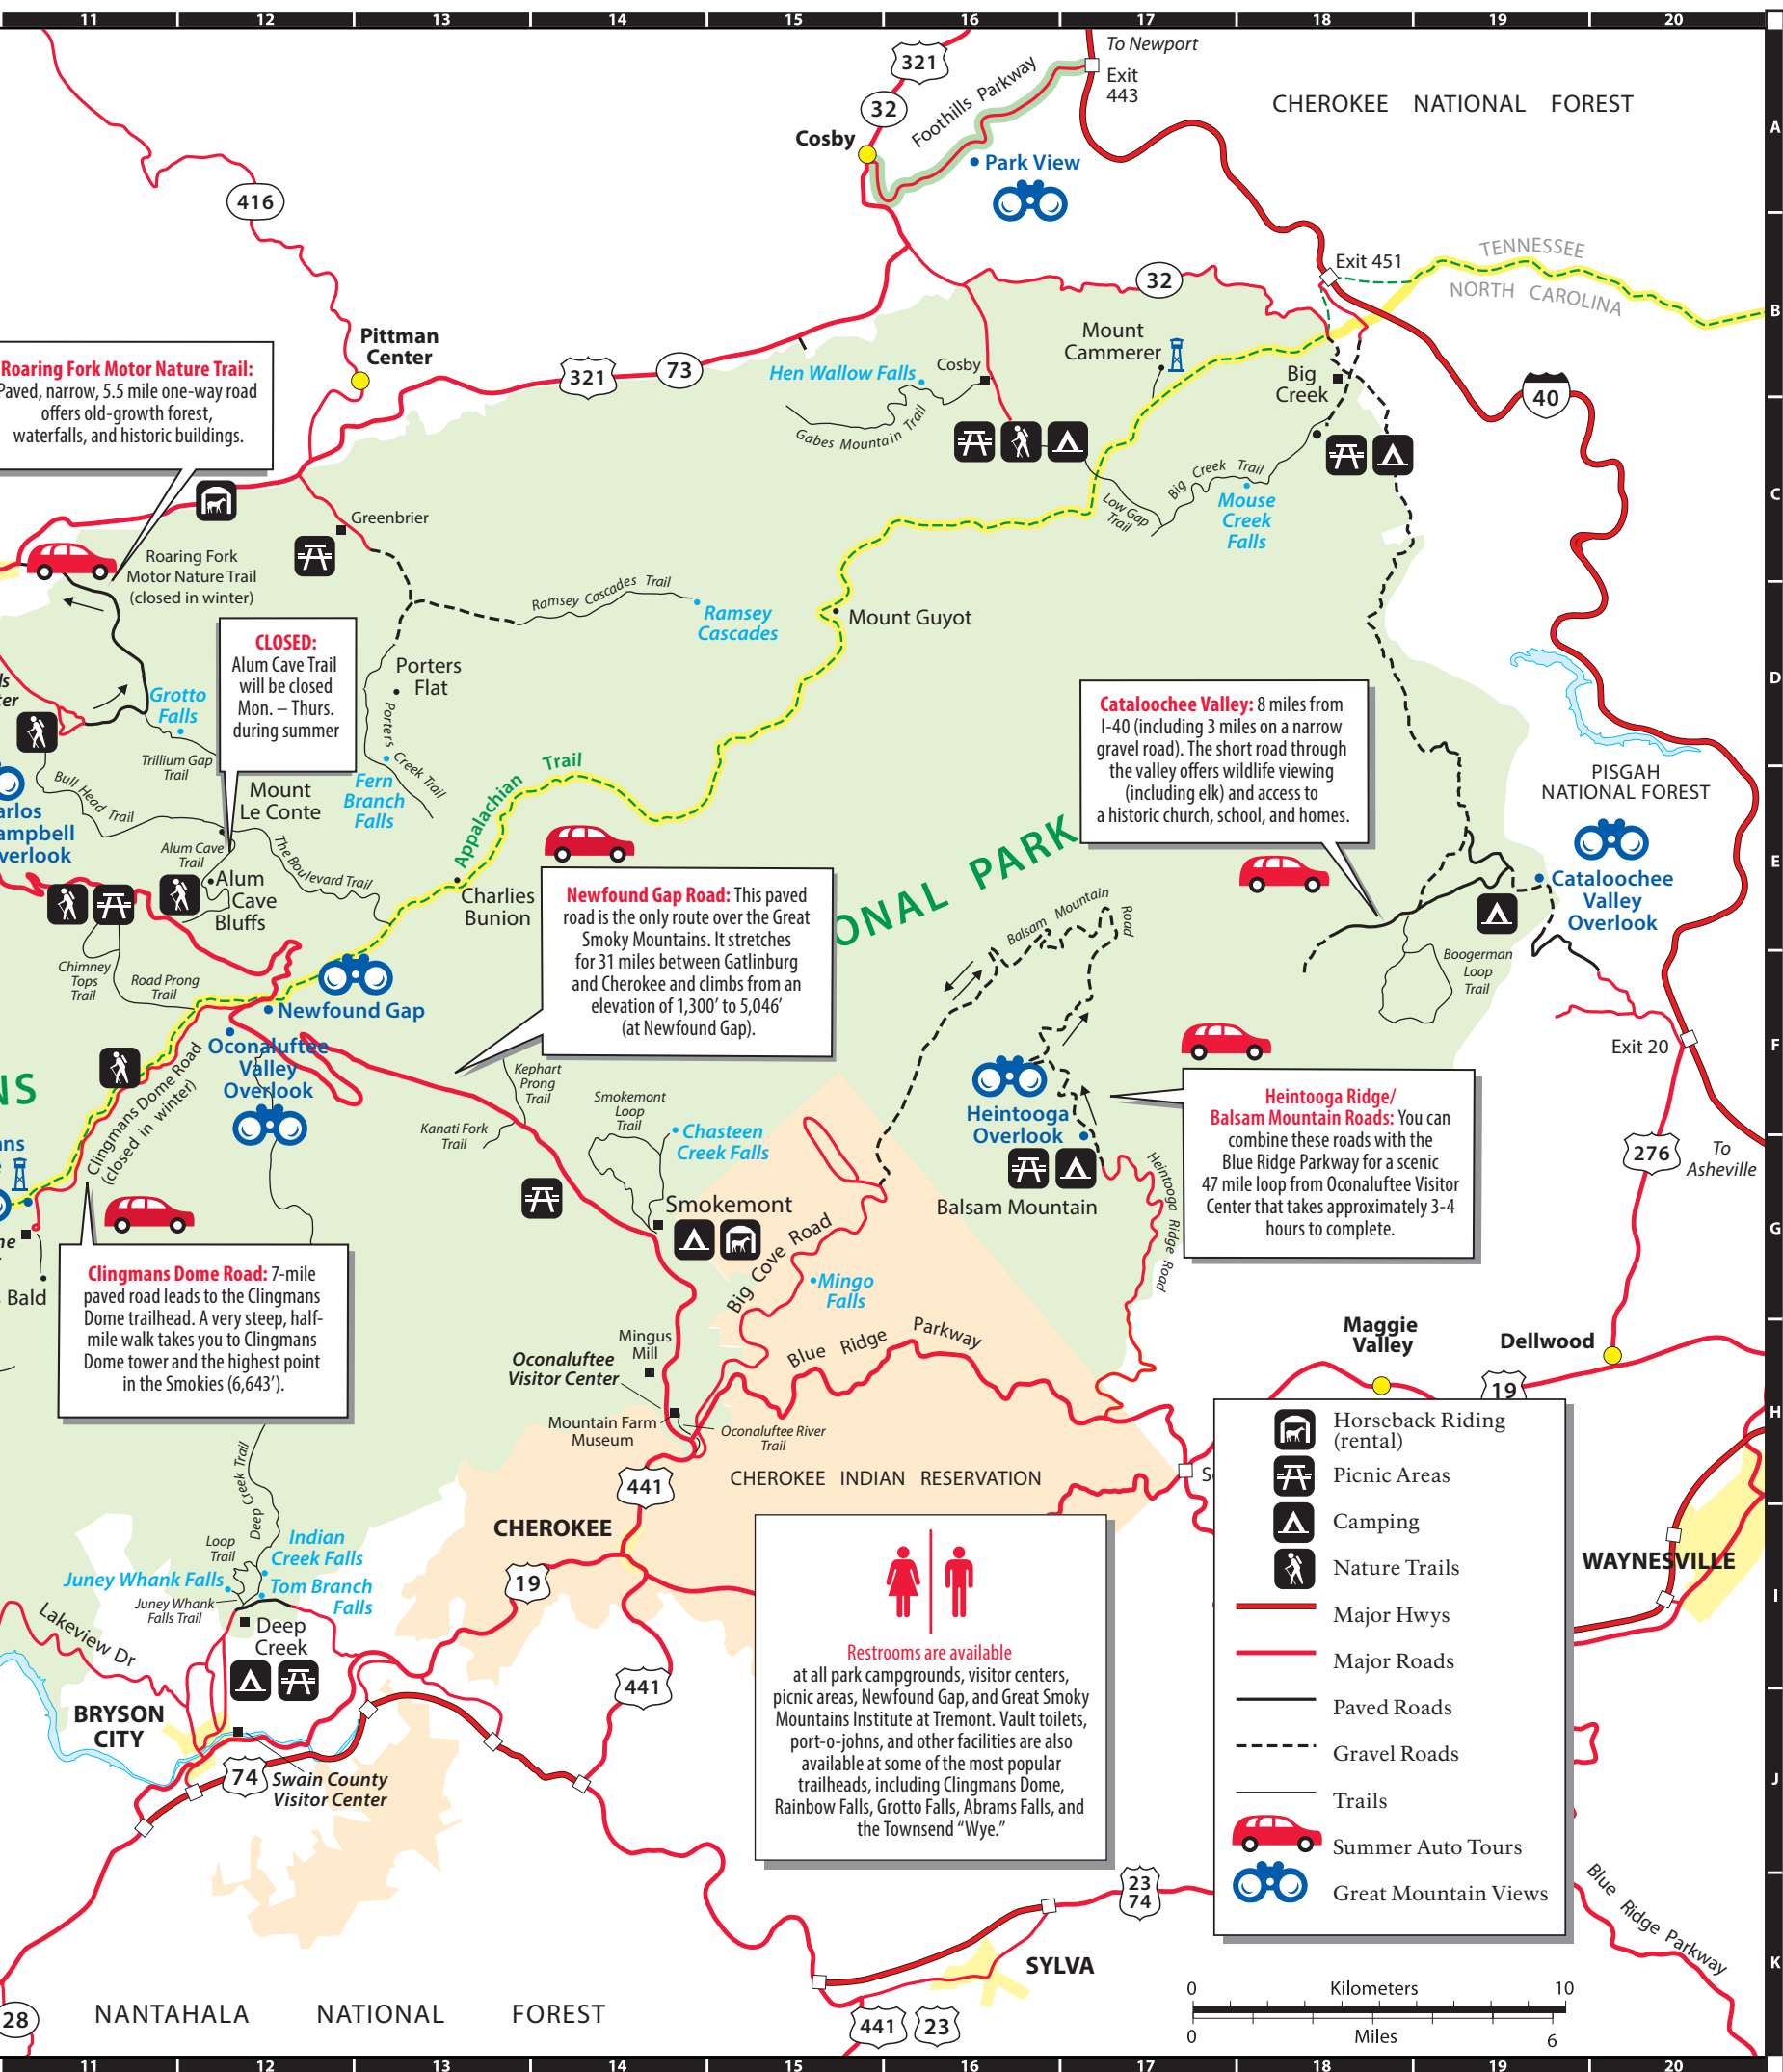 11 12 13 14 15 16 17 18 19 20
A
B
C
D
E
F
G
H
I
J
K
321
32
Cosby
Foothills Parkway
To Newport
Exit
443
CHEROKEE NATIONAL FOREST
Park View
416
Exit 451
TENNESSEE
NORTH CAROLINA
32
Pittman
Center
321
73
Hen Wallow Falls
Cosby
Gabes Mountain Trail
Mount
Cammerer
Big
Creek
40
Roaring Fork Motor Nature Trail:
Paved, narrow, 5.5 mile one-way road
offers old-growth forest,
waterfalls, and historic buildings.
Greenbrier
Roaring Fork
Motor Nature Trail
(closed in winter)
Big Creek Trail
Low Gap
Trail
Mouse
Creek
Falls
Ramsey Cascades Trail
Ramsey
Cascades
Mount Guyot
CLOSED:
Alum Cave Trail
will be closed
Mon. – Thurs.
during summer
Porters
Flat
Porters Creek Trail
Grotto
Falls
Trillium Gap
Trail
Fern
Branch
Falls
Mount
Le Conte
Bull Head Trail
arlos
ampbell
verlook
Alum Cave
Trail
The Boulevard Trail
Alum
Cave
Bluffs
Appalachian Trail
Charlies
Bunion
Cataloochee Valley: 8 miles from
I-40 (including 3 miles on a narrow
gravel road). The short road through
the valley offers wildlife viewing
(including elk) and access to
a historic church, school, and homes.
PISGAH
NATIONAL FOREST
Cataloochee
Valley
Overlook
Boogerman
Loop
Trail
Newfound Gap Road: This paved
road is the only route over the Great
Smoky Mountains. It stretches
for 31 miles between Gatlinburg
and Cherokee and climbs from an
elevation of 1,300′ to 5,046′
(at Newfound Gap).
ONAL PARK
Balsam Mountain Road
Chimney
Tops
Trail
Road Prong
Trail
Newfound Gap
Oconaluftee
Valley
Overlook
Clingmans Dome Road
(closed in winter)
NS
Kephart
Prong
Trail
Kanati Fork
Trail
Smokemont
Loop
Trail
Chasteen
Creek Falls
Smokemont
Heintooga
Overlook
Balsam Mountain
Heintooga Ridge Road
Heintooga Ridge/
Balsam Mountain Roads: You can
combine these roads with the
Blue Ridge Parkway for a scenic
47 mile loop from Oconaluftee Visitor
Center that takes approximately 3-4
hours to complete.
Exit 20
276
To
Asheville
Bald
Clingmans Dome Road: 7-mile
paved road leads to the Clingmans
Dome trailhead. A very steep, half-
mile walk takes you to Clingmans
Dome tower and the highest point
in the Smokies (6,643′).
Big Cove Road
Mingo
Falls
Mingus
Mill
Oconaluftee
Visitor Center
Blue Ridge Parkway
Mountain Farm
Museum
Oconaluftee River
Trail
CHEROKEE INDIAN RESERVATION
441
Maggie
Valley
Dellwood
19
Horseback Riding
(rental)
Picnic Areas
Camping
Nature Trails
Major Hwys
Major Roads
Paved Roads
Gravel Roads
Trails
Summer Auto Tours
Great Mountain Views
WAYNESVILLE
CHEROKEE
19
441
Deep Creek Trail
Loop
Trail
Indian
Creek Falls
Juney Whank Falls
Juney Whank
Falls Trail
Tom Branch
Falls
Deep
Creek
Lakeview Dr
BRYSON
CITY
74
Swain County
Visitor Center
Restrooms are available
at all park campgrounds, visitor centers,
picnic areas, Newfound Gap, and Great Smoky
Mountains Institute at Tremont. Vault toilets,
port-o-johns, and other facilities are also
available at some of the most popular
trailheads, including Clingmans Dome,
Rainbow Falls, Grotto Falls, Abrams Falls, and
the Townsend “Wye.”
23
74
SYLVA
441
23
28
NANTAHALA NATIONAL FOREST
Blue Ridge Parkway
0 Kilometers 10
0 Miles 6
11 12 13 14 15 16 17 18 19 20